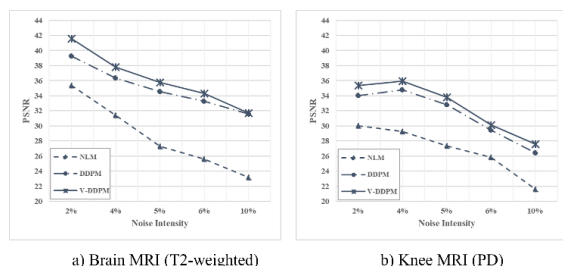 44
42
40
38
36
34
32
30
28
26
24
22
20
PSNR
2% 4% 5% 6% 10%
Noise Intensity
NLM
DDPM
V-DDPM
a) Brain MRI (T2-weighted)
44
42
40
38
36
34
32
30
28
26
24
22
20
PSNR
2% 4% 5% 6% 10%
Noise Intensity
NLM
DDPM
V-DDPM
b) Knee MRI (PD)